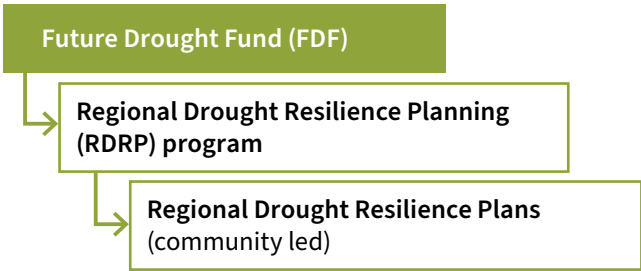 Future Drought Fund (FDF)
Regional Drought Resilience Planning
(RDRP) program
Regional Drought Resilience Plans
(community led)